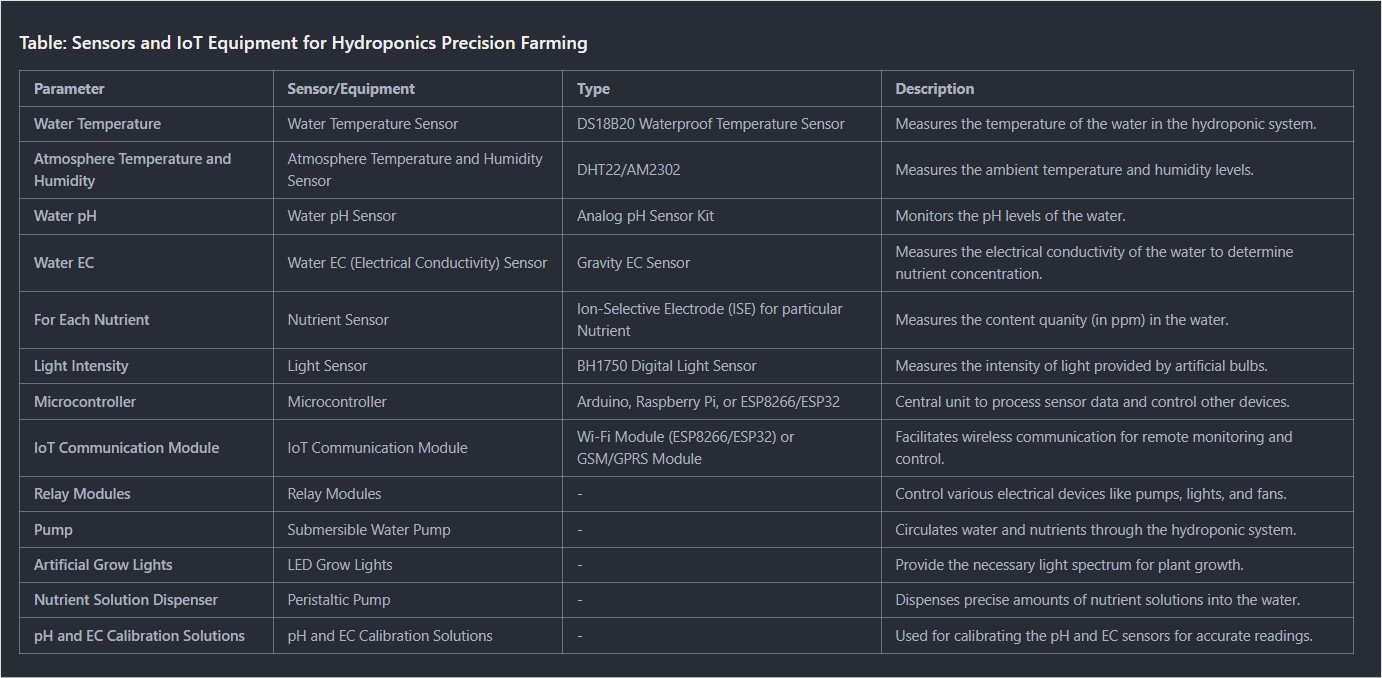 Table: Sensors and IoT Equipment for Hydroponics Precision Farming
Parameter Sensor/Equipment Type Description
Water Temperature Water Temperature Sensor DS18B20 Waterproof Temperature Sensor Measures the temperature of the water in the hydroponic system.
Atmosphere Temperature and
Humidity
Atmosphere Temperature and Humidity
Sensor
DHT22/AM2302
Measures the ambient temperature and humidity levels.
Water pH Water pH Sensor Analog pH Sensor Kit Monitors the pH levels of the water.
Water EC
Water EC (Electrical Conductivity) Sensor
Gravity EC Sensor
Measures the electrical conductivity of the water to determine
nutrient concentration.
For Each Nutrient
Nutrient Sensor
Ion-Selective Electrode (ISE) for particular
Nutrient
Measures the content quanity (in ppm) in the water.
Light Intensity Light Sensor BH1750 Digital Light Sensor Measures the intensity of light provided by artificial bulbs.
Microcontroller Microcontroller Arduino, Raspberry Pi, or ESP8266/ESP32 Central unit to process sensor data and control other devices.
IoT Communication Module
IoT Communication Module
Wi-Fi Module (ESP8266/ESP32) or
GSM/GPRS Module
Facilitates wireless communication for remote monitoring and
control.
Relay Modules Relay Modules - Control various electrical devices like pumps, lights, and fans.
Pump Submersible Water Pump - Circulates water and nutrients through the hydroponic system.
Artificial Grow Lights LED Grow Lights - Provide the necessary light spectrum for plant growth.
Nutrient Solution Dispenser Peristaltic Pump - Dispenses precise amounts of nutrient solutions into the water.
pH and EC Calibration Solutions pH and EC Calibration Solutions - Used for calibrating the pH and EC sensors for accurate readings.